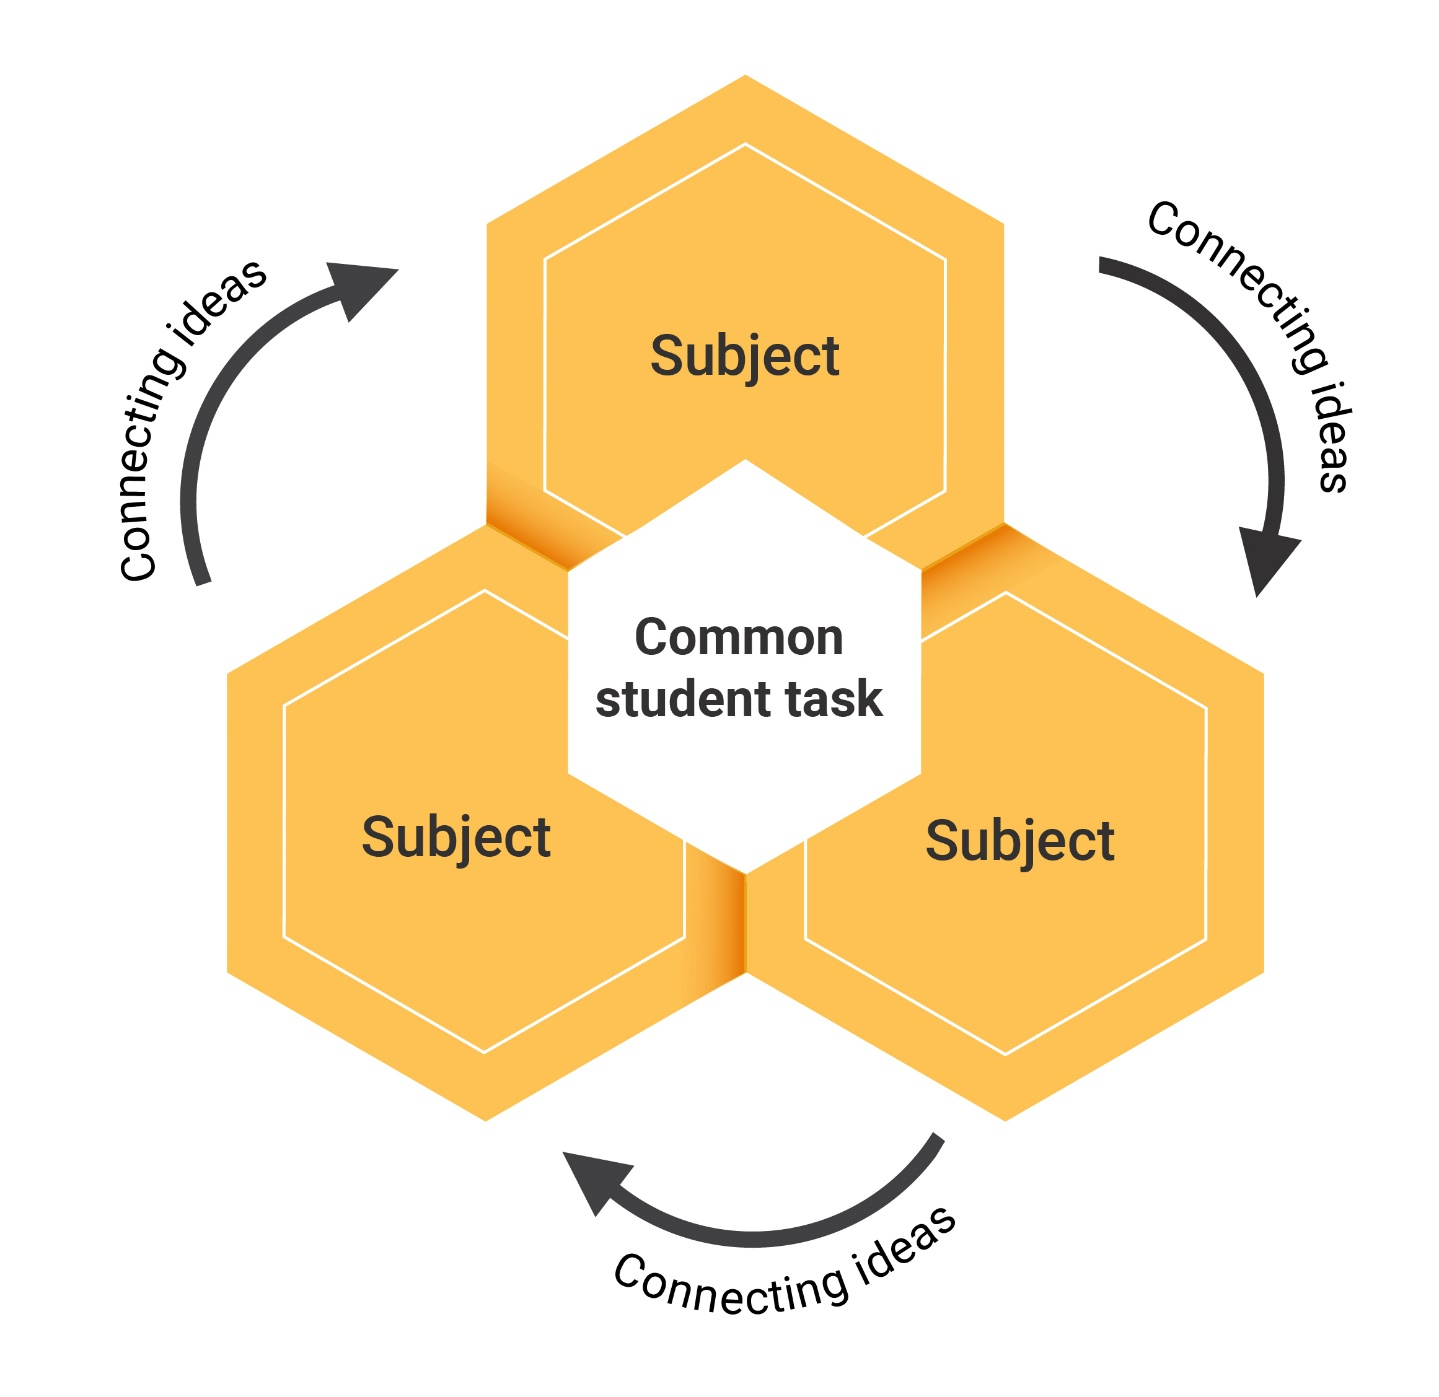 Connecting ideas
Connecting ideas
Subject
Common
student task
Subject
Subject
Connecting ideas